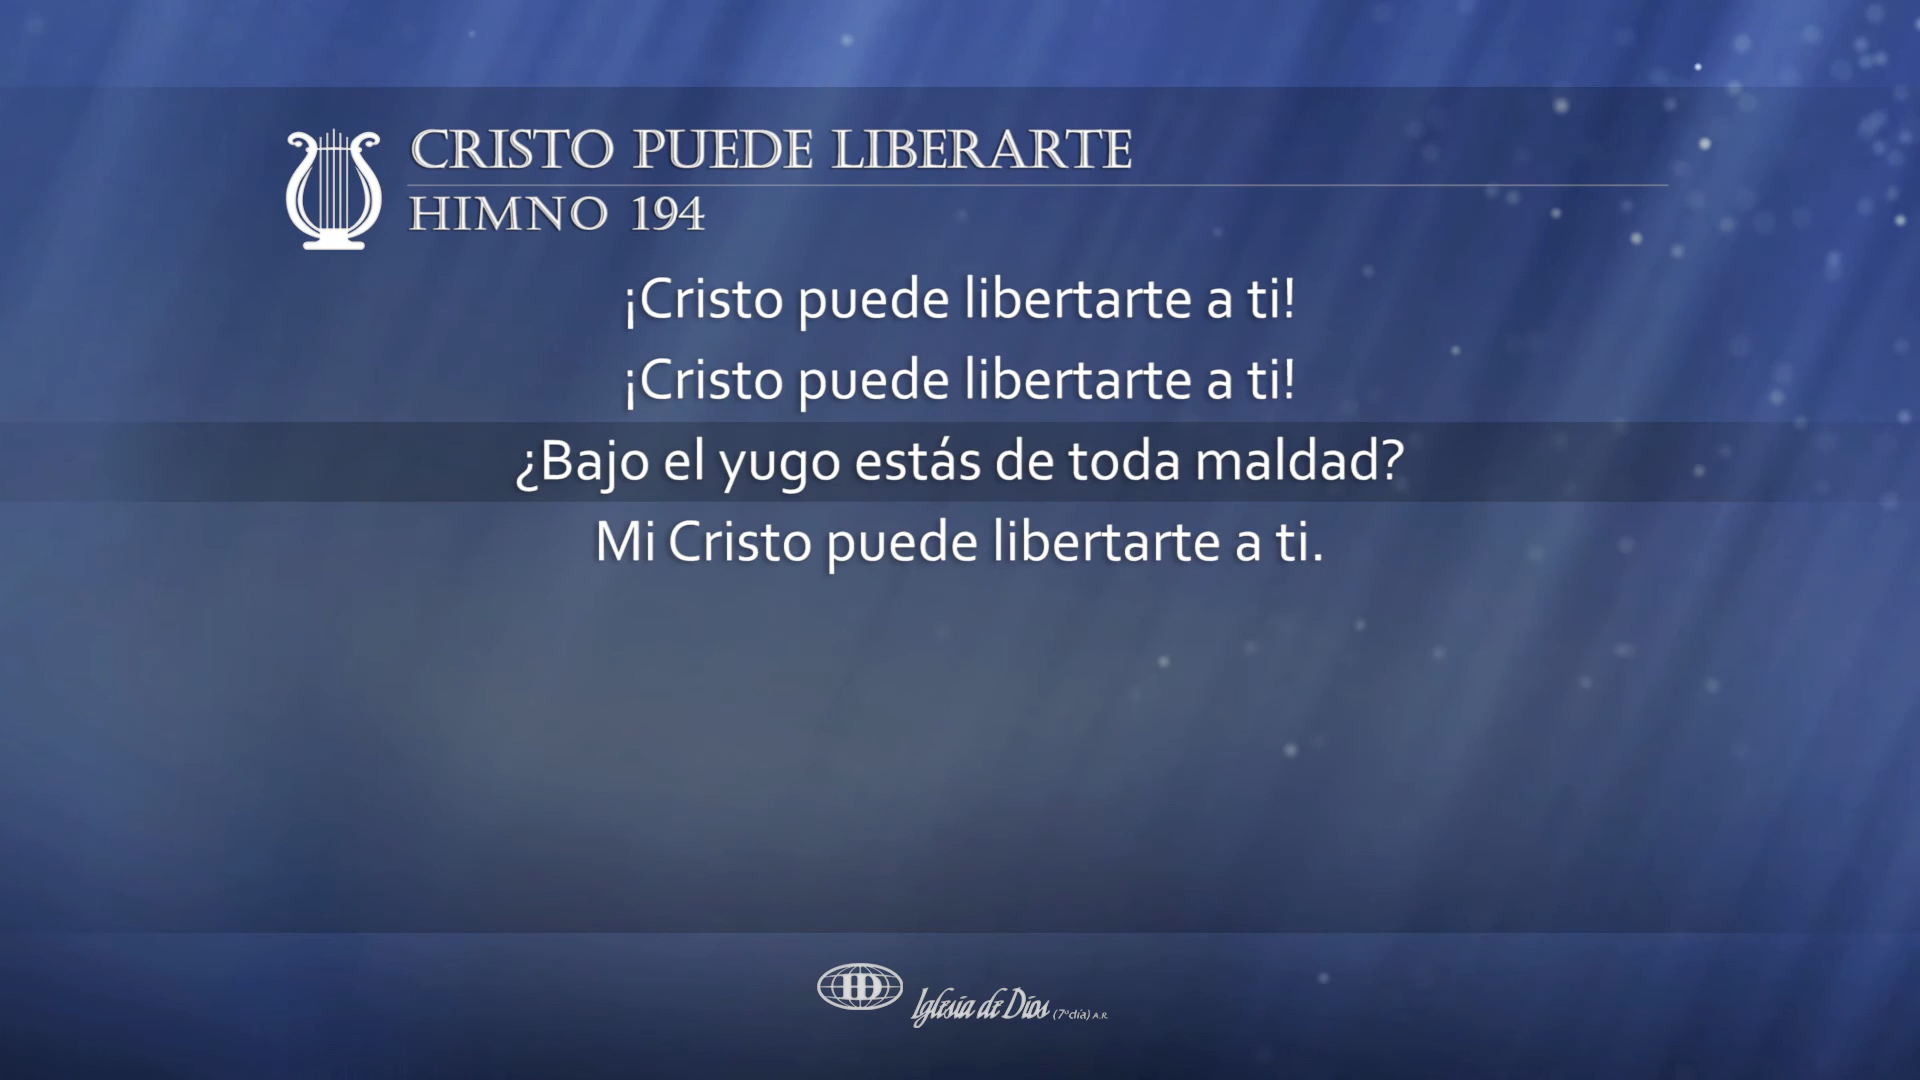 CRISTO PUEDE LIBERARTE
HIMNO 194
¡Cristo puede libertarte a ti!
¡Cristo puede libertarte a ti!
¿Bajo el yugo estás de toda maldad?
Mi Cristo puede libertarte a ti.
ID
Iglesia de Dios (7º día) A.R.